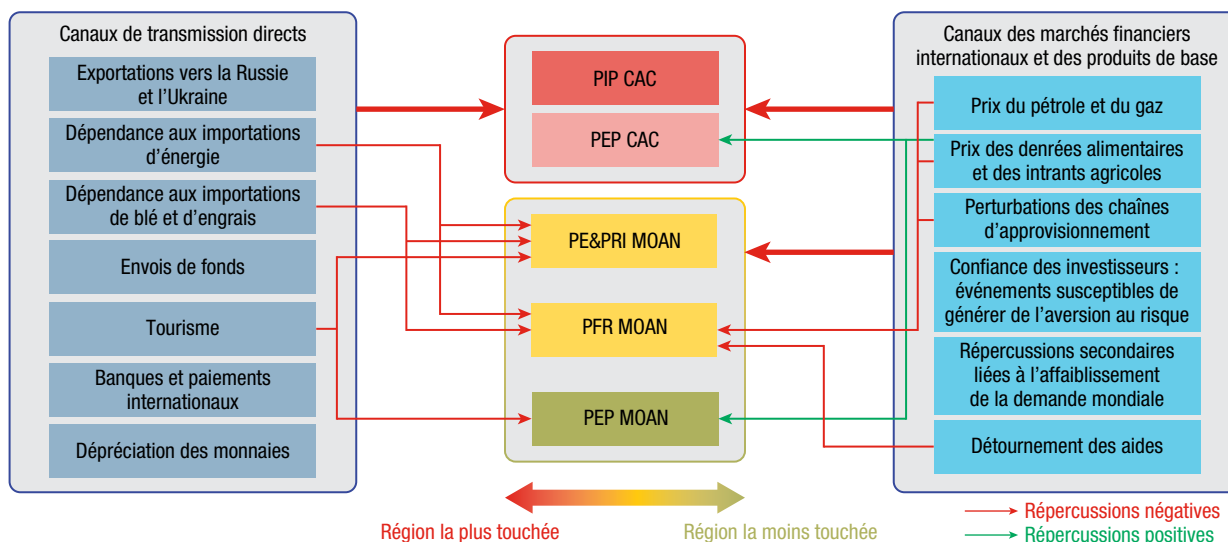 Canaux de transmission directs
Exportations vers la Russie
et l'Ukraine
Dépendance aux importations
d'énergie
Dépendance aux importations
de blé et d'engrais
Envois de fonds
Tourisme
Banques et paiements
internationaux
Dépréciation des monnaies
PIP CAC
PEP CAC
PE&PRI MOAN
PFR MOAN
PEP MOAN
Région la plus touchée
Région la moins touchée
Canaux des marchés financiers
internationaux et des produits de base
Prix du pétrole et du gaz
Prix des denrées alimentaires
et des intrants agricoles
Perturbations des chaînes
d'approvisionnement
Confiance des investisseurs :
événements susceptibles de
générer de l'aversion au risque
Répercussions secondaires
liées à l'affaiblissement
de la demande mondiale
Détournement des aides
Répercussions négatives
Répercussions positives